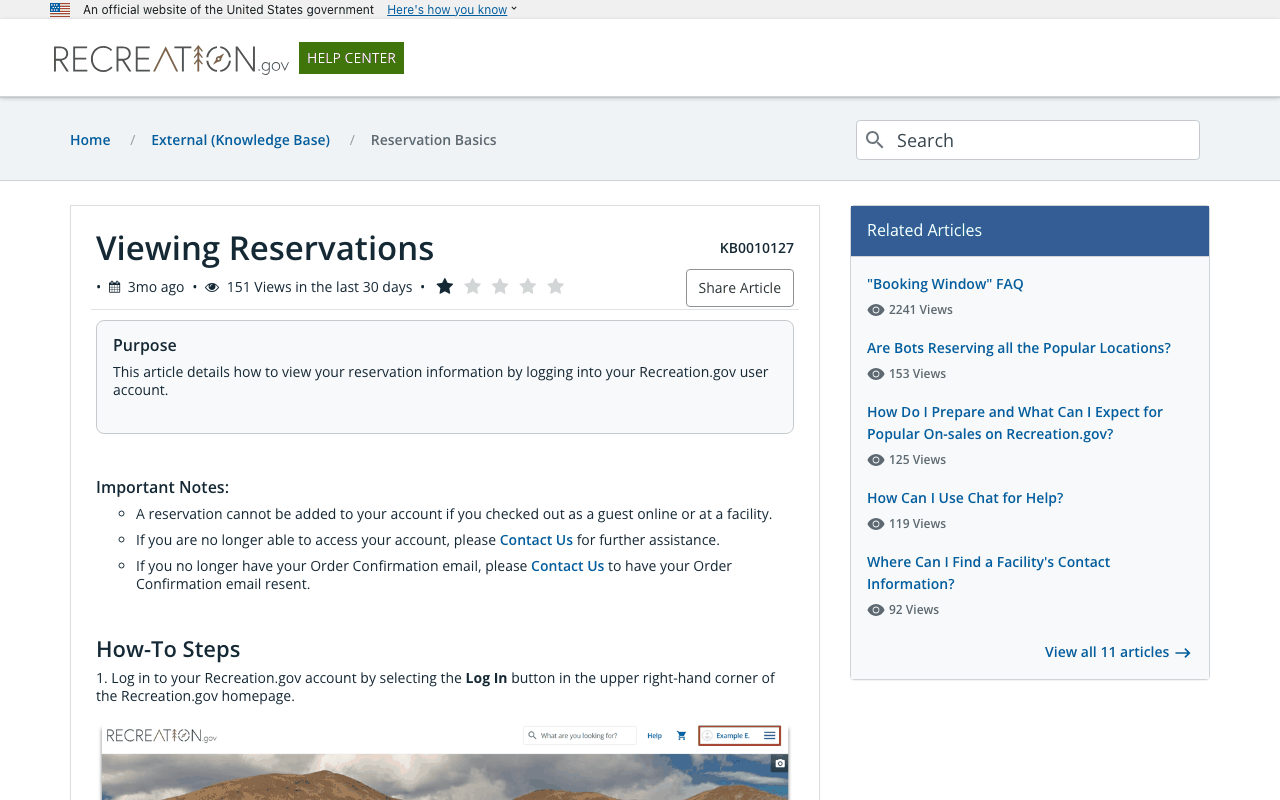 An official website of the United States government Here's how you know
RECREATION.gov HELP CENTER
Home / External (Knowledge Base) / Reservation Basics
Search
Viewing Reservations
KB0010127
• 3mo ago • 151 Views in the last 30 days •
Share Article
Purpose
This article details how to view your reservation information by logging into your Recreation.gov user
account.
Important Notes:
A reservation cannot be added to your account if you checked out as a guest online or at a facility.
If you are no longer able to access your account, please Contact Us for further assistance.
If you no longer have your Order Confirmation email, please Contact Us to have your Order
Confirmation email resent.
How-To Steps
1. Log in to your Recreation.gov account by selecting the Log In button in the upper right-hand corner of
the Recreation.gov homepage.
RECREATION.gov What are you looking for? Help Example E.
Related Articles
"Booking Window" FAQ
2241 Views
Are Bots Reserving all the Popular Locations?
153 Views
How Do I Prepare and What Can I Expect for
Popular On-sales on Recreation.gov?
125 Views
How Can I Use Chat for Help?
119 Views
Where Can I Find a Facility's Contact
Information?
92 Views
View all 11 articles